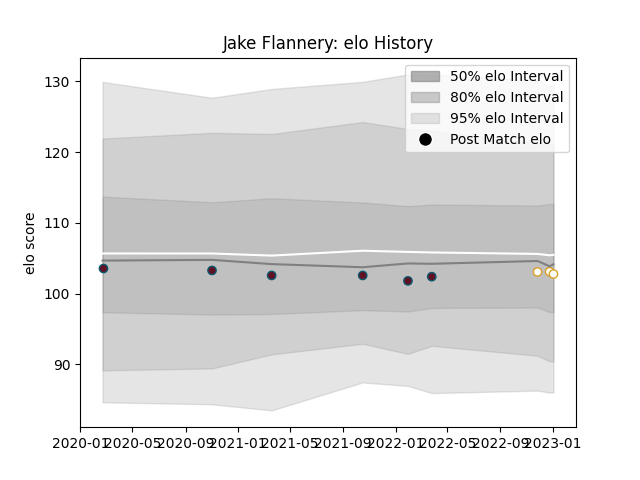 Jake Flannery: elo History
50% elo Interval
80% elo Interval
95% elo Interval
Post Match elo
elo score
130
120
110
100
90
2020-01 2020-05 2020-09 2021-01 2021-05 2021-09 2022-01 2022-05 2022-09 2023-01